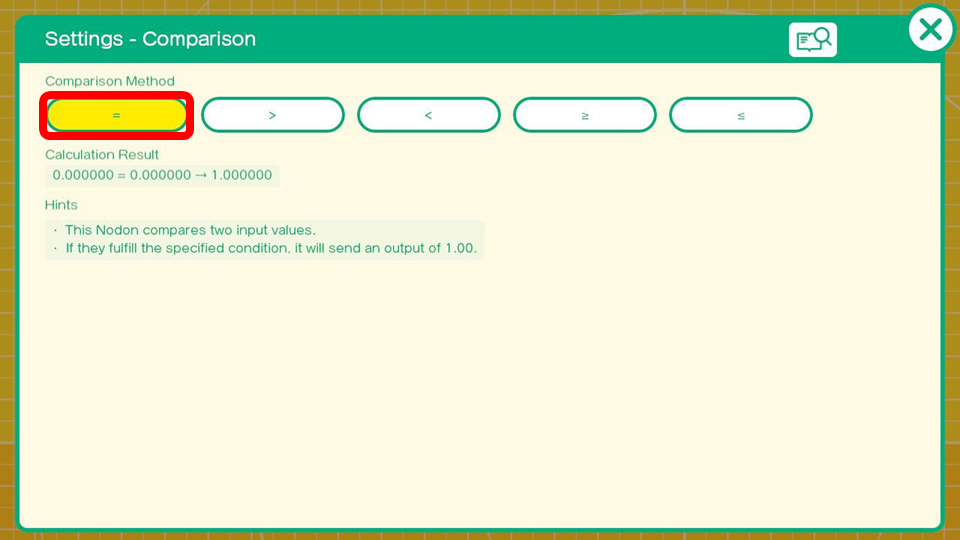 Settings - Comparison
Comparison Method
= > < ≥ ≤
Calculation Result
0.000000 = 0.000000 → 1.000000
Hints
· This Nodon compares two input values.
· If they fulfill the specified condition, it will send an output of 1.00.